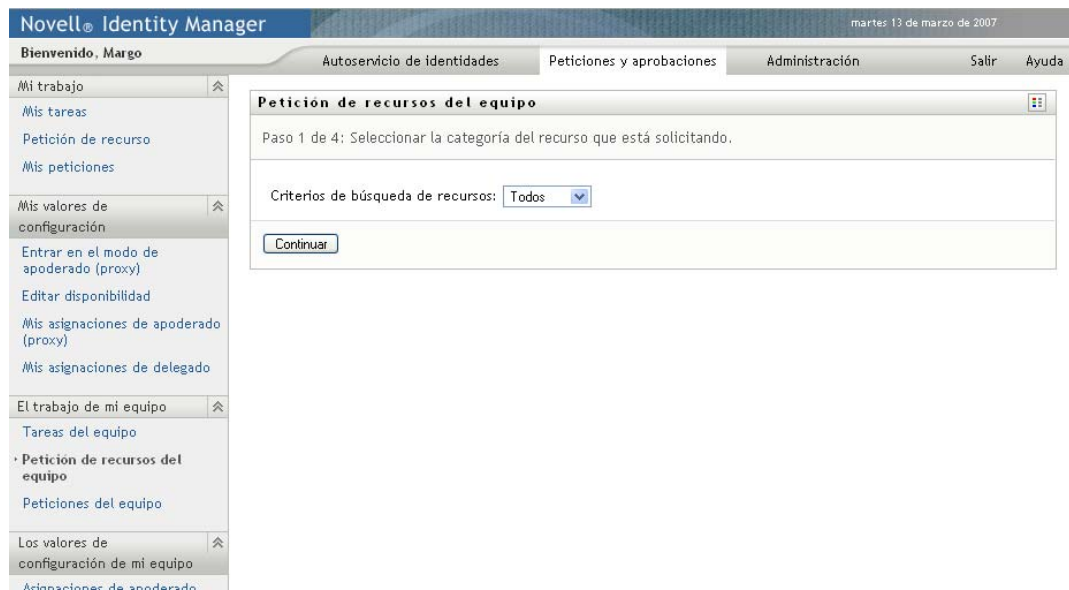 Novell® Identity Manager
martes 13 de marzo de 2007
Bienvenido, Margo
Autoservicio de identidades
Peticiones y aprobaciones
Administración
Salir
Ayuda
Mi trabajo
Mis tareas
Petición de recurso
Mis peticiones
Mis valores de
configuración
Entrar en el modo de
apoderado (proxy)
Editar disponibilidad
Mis asignaciones de apoderado
(proxy)
Mis asignaciones de delegado
El trabajo de mi equipo
Tareas del equipo
Petición de recursos del
equipo
Peticiones del equipo
Los valores de
configuración de mi equipo
Asignaciones de apoderado
Petición de recursos del equipo
Paso 1 de 4: Seleccionar la categoría del recurso que está solicitando.
Criterios de búsqueda de recursos: Todos
Continuar